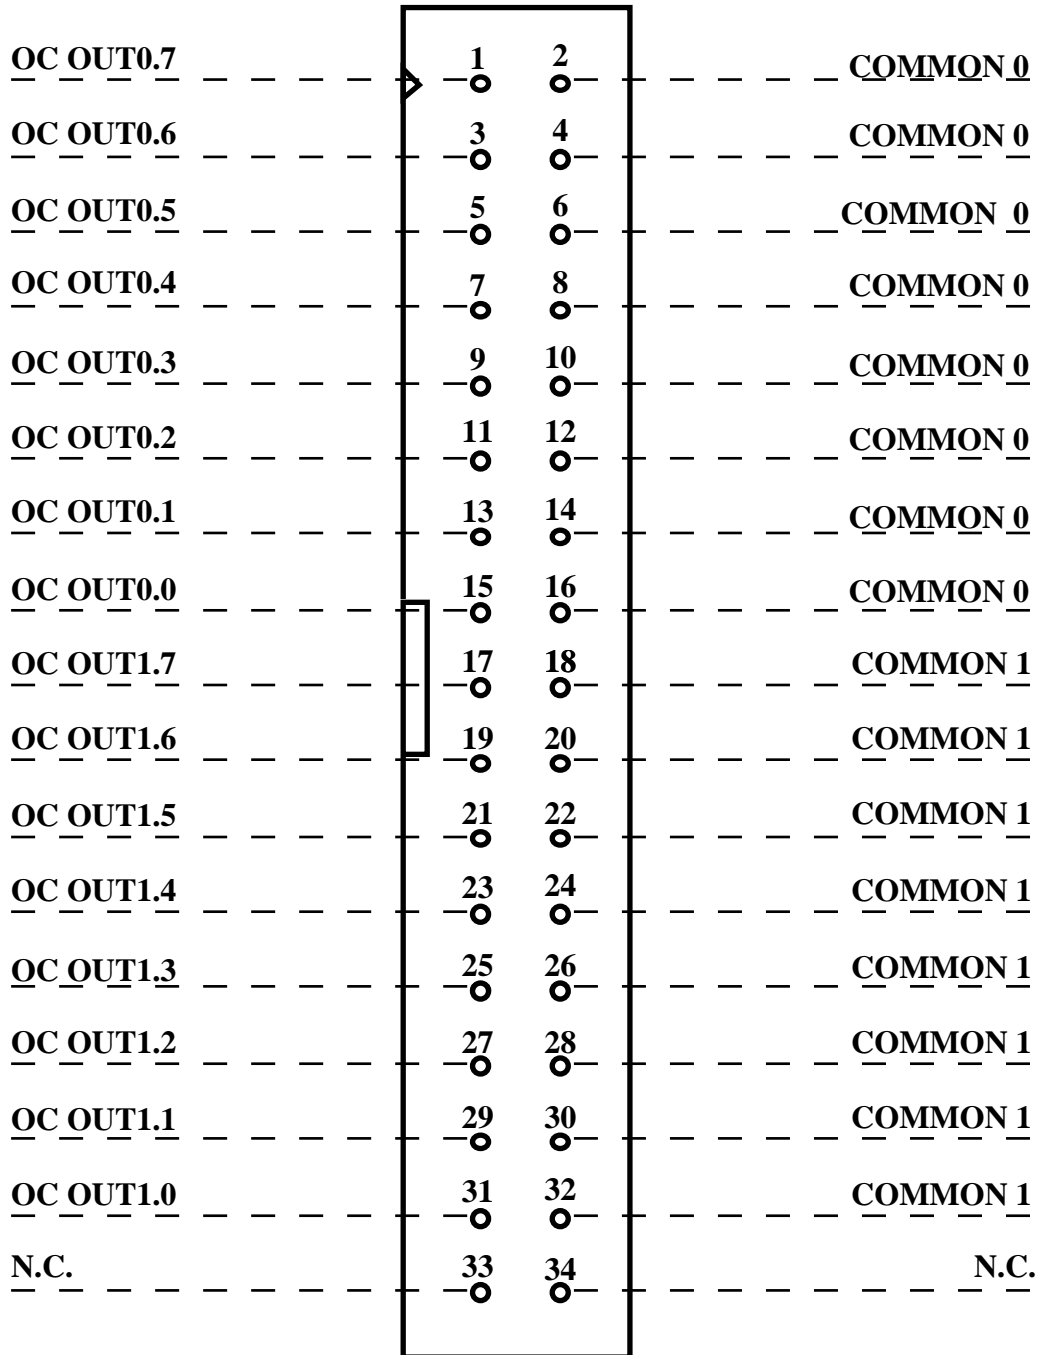 OC OUT0.7 1 2 COMMON 0
OC OUT0.6 3 4 COMMON 0
OC OUT0.5 5 6 COMMON 0
OC OUT0.4 7 8 COMMON 0
OC OUT0.3 9 10 COMMON 0
OC OUT0.2 11 12 COMMON 0
OC OUT0.1 13 14 COMMON 0
OC OUT0.0 15 16 COMMON 0
OC OUT1.7 17 18 COMMON 1
OC OUT1.6 19 20 COMMON 1
OC OUT1.5 21 22 COMMON 1
OC OUT1.4 23 24 COMMON 1
OC OUT1.3 25 26 COMMON 1
OC OUT1.2 27 28 COMMON 1
OC OUT1.1 29 30 COMMON 1
OC OUT1.0 31 32 COMMON 1
N.C. 33 34 N.C.